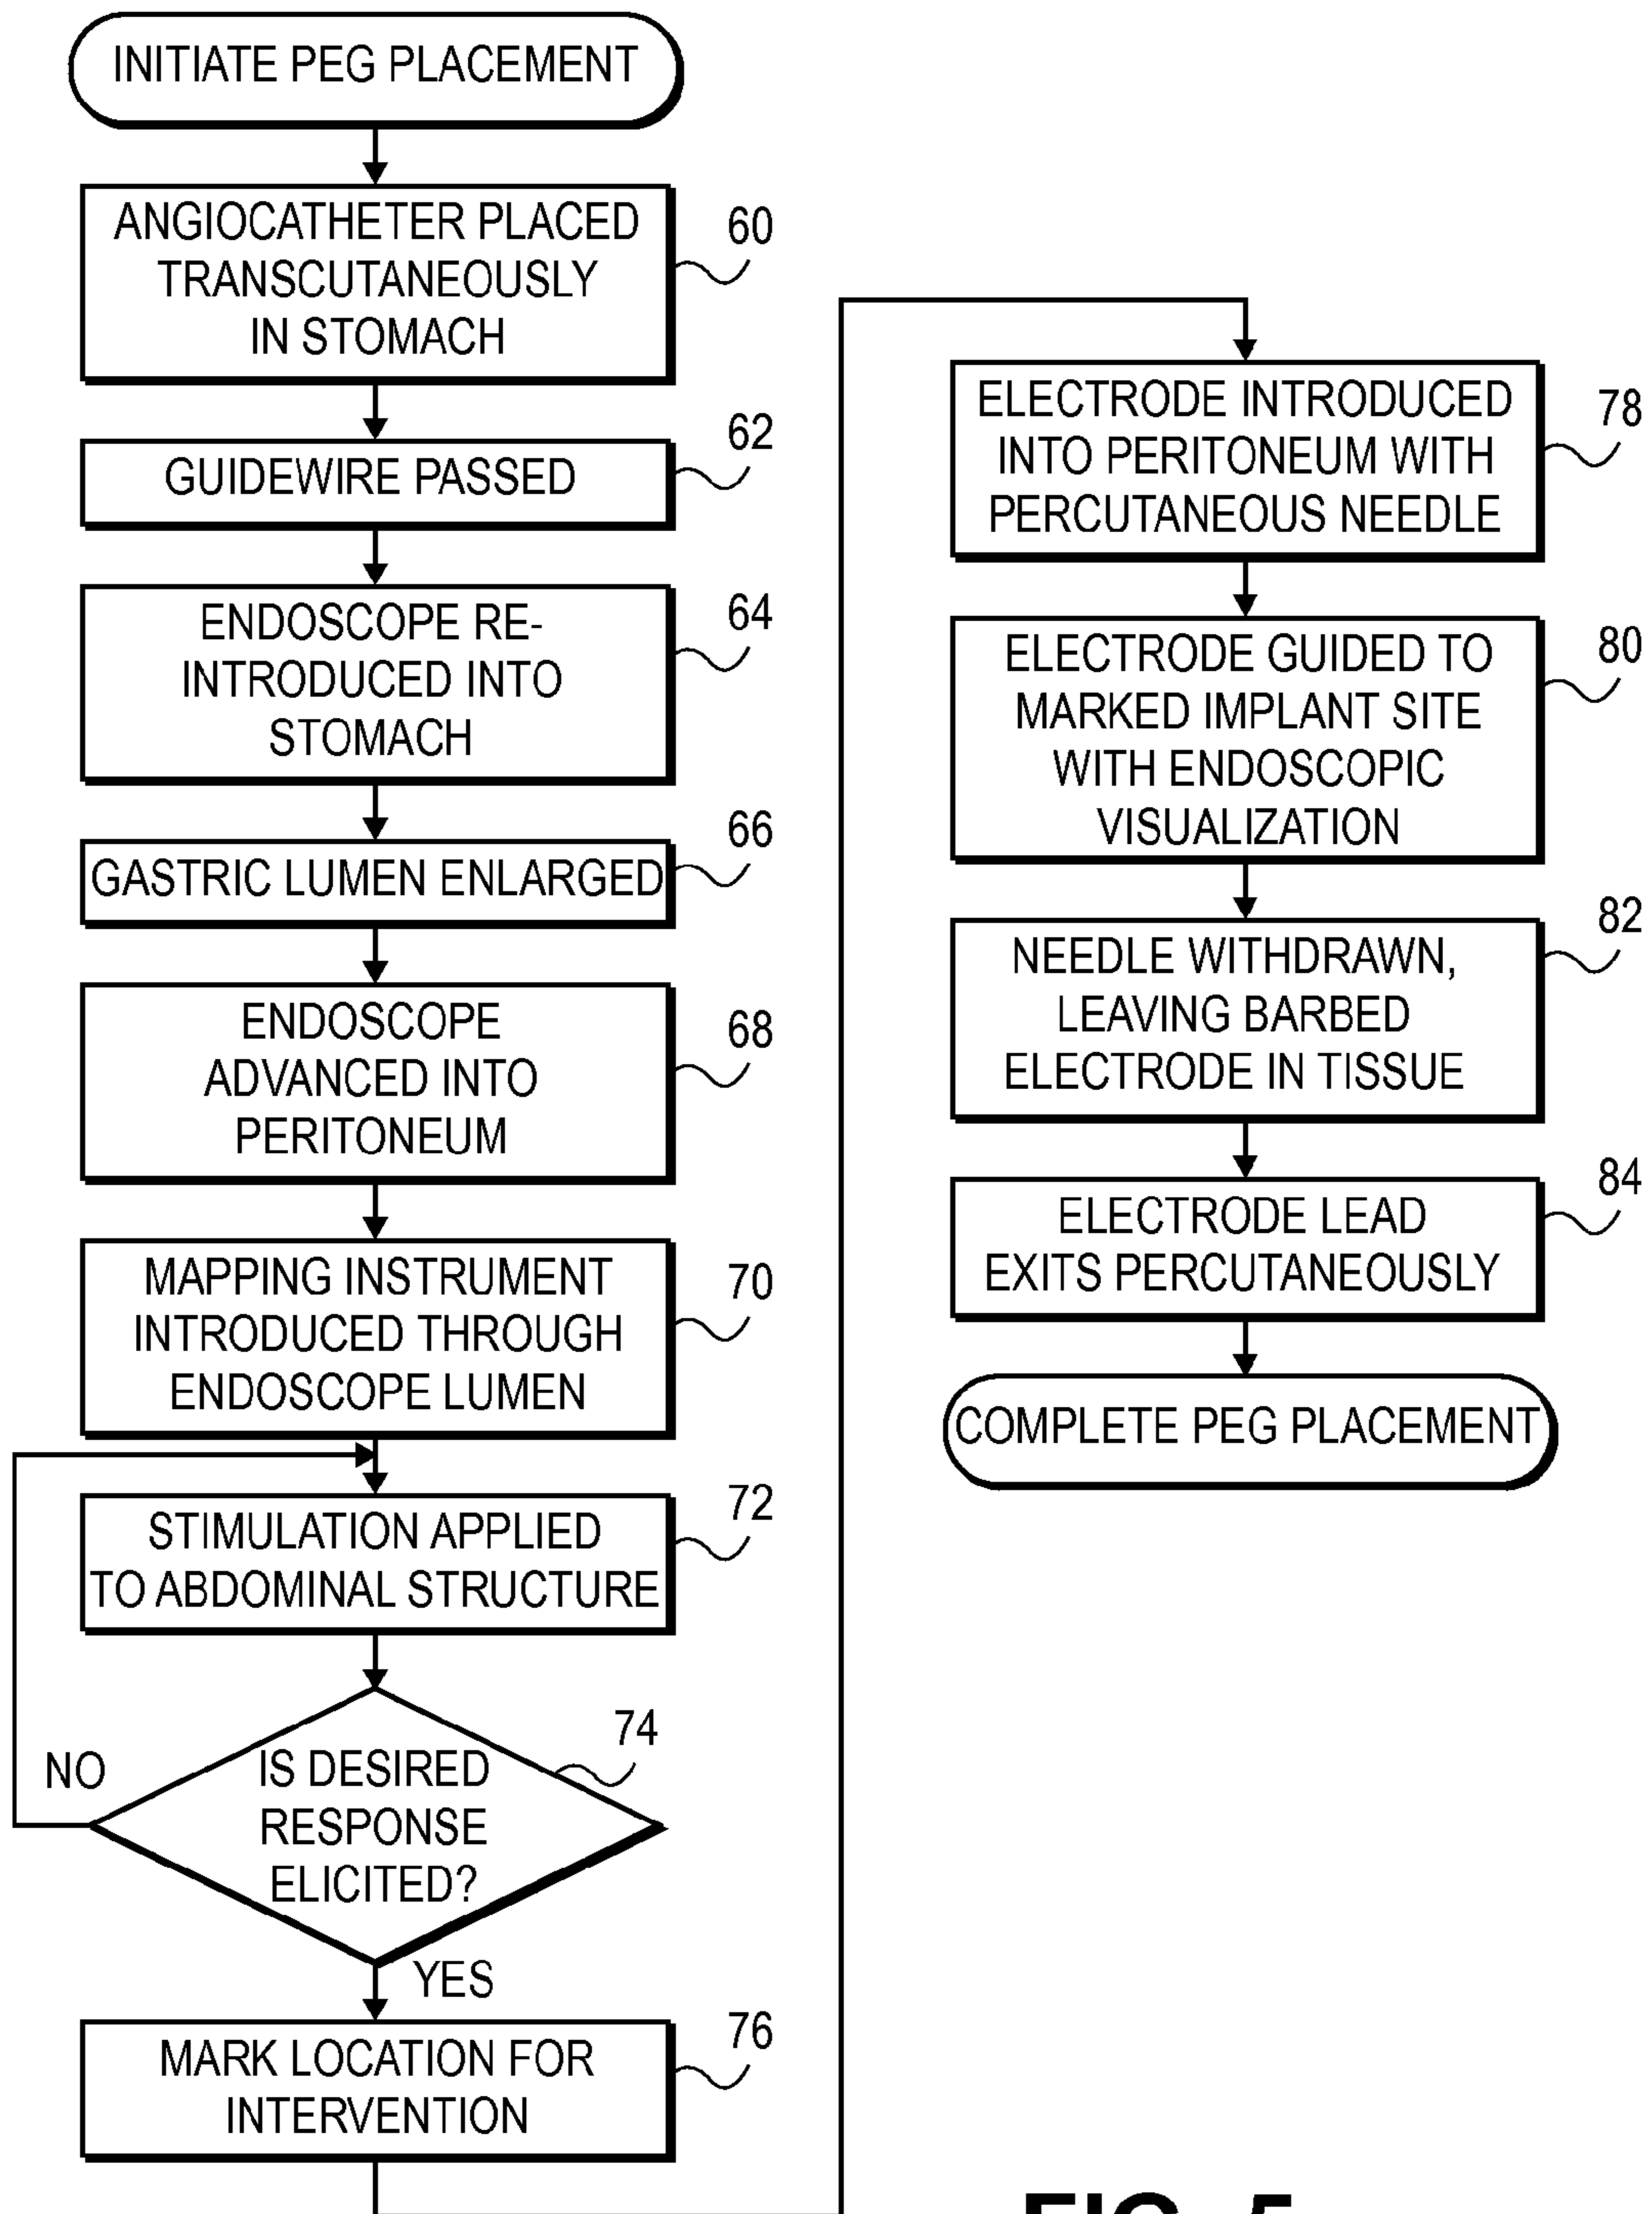 INITIATE PEG PLACEMENT
ANGIOCATHETER PLACED
TRANSCUTANEOUSLY
IN STOMACH
60
GUIDEWIRE PASSED
62
ENDOSCOPE RE-
INTRODUCED INTO
STOMACH
64
GASTRIC LUMEN ENLARGED
66
ENDOSCOPE
ADVANCED INTO
PERITONEUM
68
MAPPING INSTRUMENT
INTRODUCED THROUGH
ENDOSCOPE LUMEN
70
STIMULATION APPLIED
TO ABDOMINAL STRUCTURE
72
IS DESIRED
RESPONSE
ELICITED?
74
NO
YES
MARK LOCATION FOR
INTERVENTION
76
ELECTRODE INTRODUCED
INTO PERITONEUM WITH
PERCUTANEOUS NEEDLE
78
ELECTRODE GUIDED TO
MARKED IMPLANT SITE
WITH ENDOSCOPIC
VISUALIZATION
80
NEEDLE WITHDRAWN,
LEAVING BARBED
ELECTRODE IN TISSUE
82
ELECTRODE LEAD
EXITS PERCUTANEOUSLY
84
COMPLETE PEG PLACEMENT